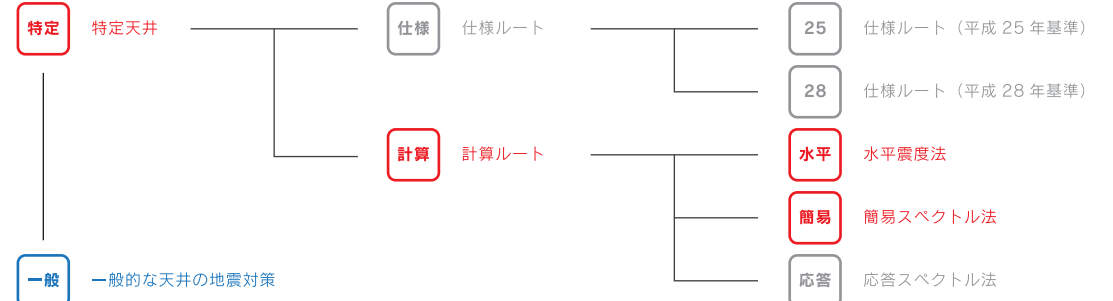 特定 特定天井 仕様 仕様ルート 25 仕様ルート（平成 25 年基準）
28 仕様ルート（平成 28 年基準）
計算 計算ルート 水平 水平震度法
簡易 簡易スペクトル法
一般 一般的な天井の地震対策 応答 応答スペクトル法